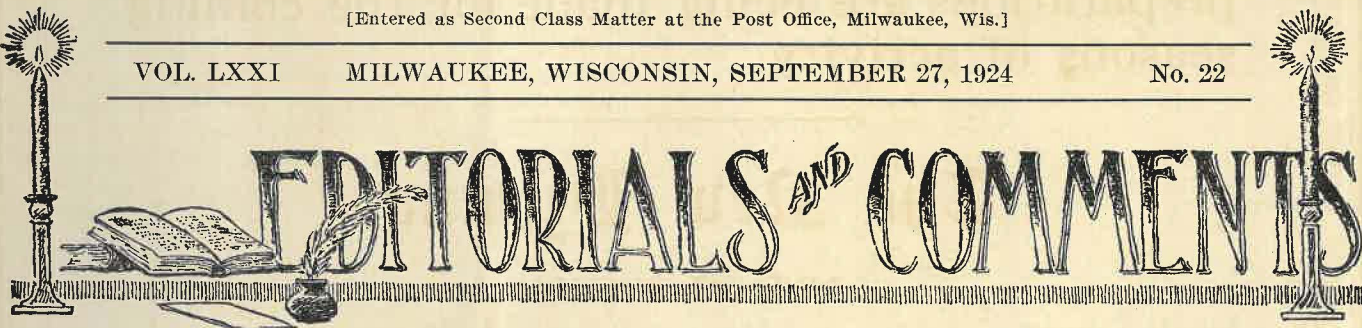 [Entered as Second Class Matter at the Post Office, Milwaukee, Wis.]
VOL. LXXI MILWAUKEE, WISCONSIN, SEPTEMBER 27, 1924 No. 22
EDITORIALS AND COMMENTS